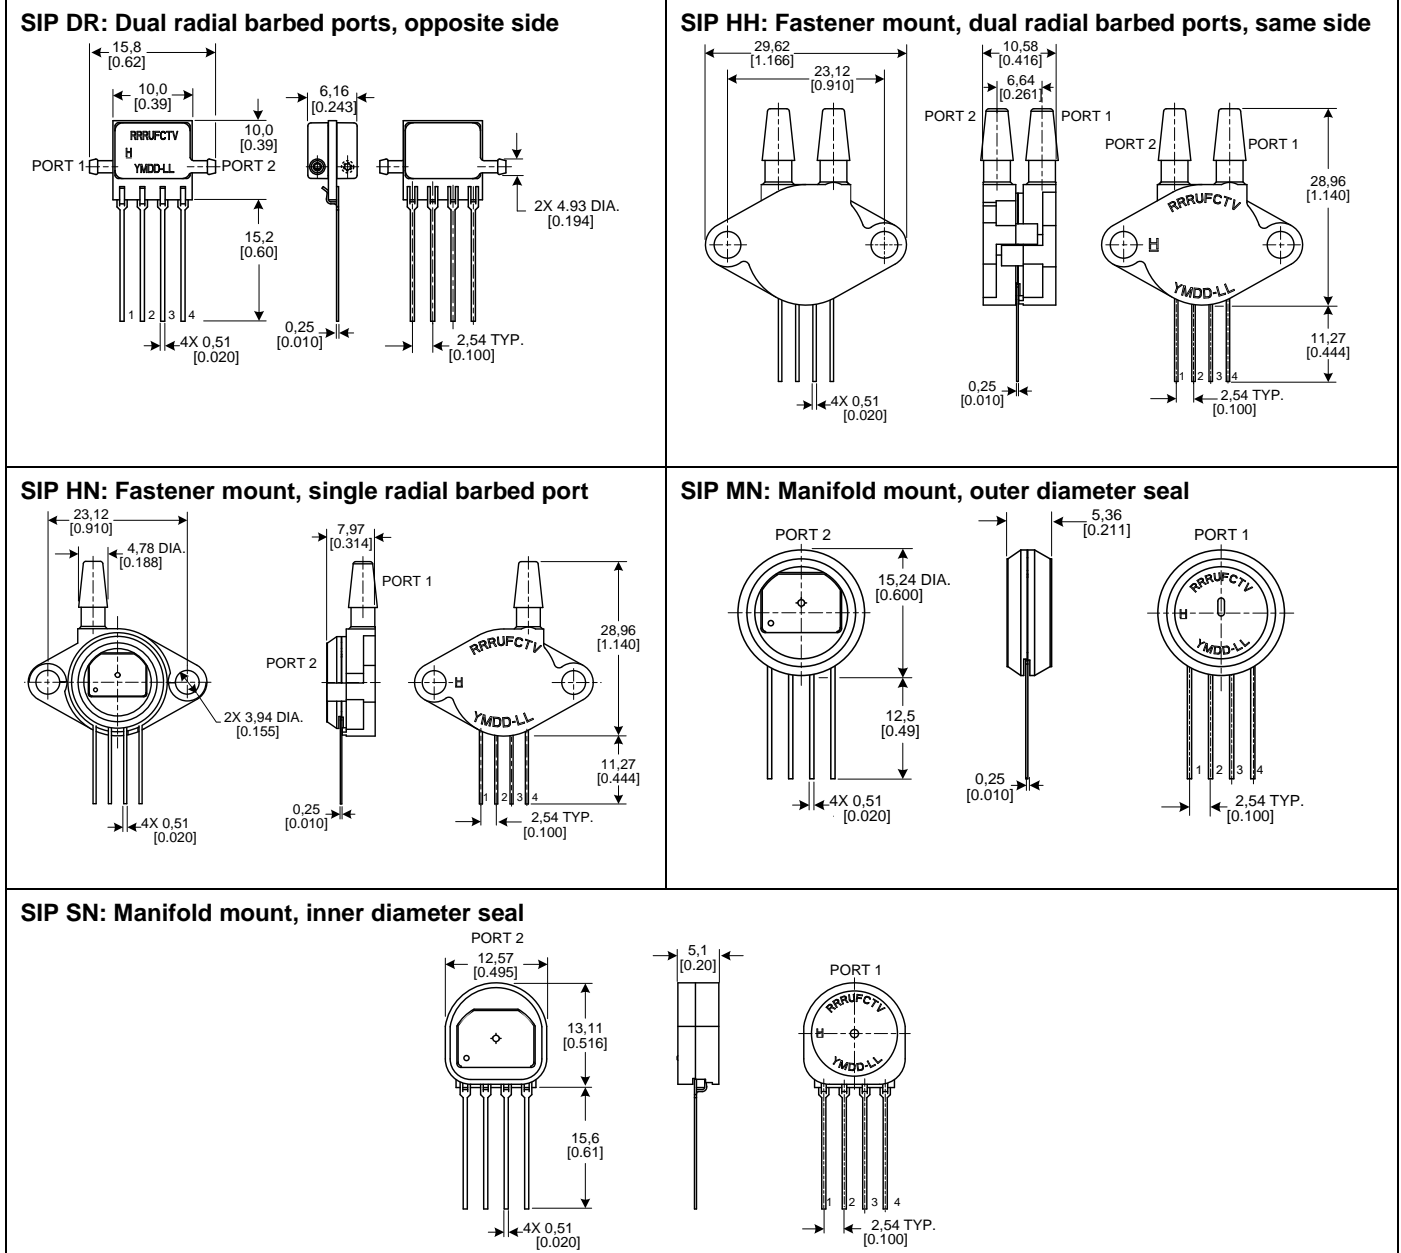 SIP DR: Dual radial barbed ports, opposite side
15,8
[0.62]
10,0
[0.39]
10,0
[0.39]
RRRUFCTV
H
YMDD-LL
PORT 1
PORT 2
15,2
[0.60]
1 2 3 4
4X 0,51
[0.020]
6,16
[0.243]
0,25
[0.010]
2X 4.93 DIA.
[0.194]
2,54 TYP.
[0.100]
SIP HH: Fastener mount, dual radial barbed ports, same side
29,62
[1.166]
23,12
[0.910]
4X 0,51
[0.020]
10,58
[0.416]
6,64
[0.261]
PORT 2
PORT 1
0,25
[0.010]
PORT 2
PORT 1
RRRUFCTV
H
YMDD-LL
28,96
[1.140]
11,27
[0.444]
1 2 3 4
2,54 TYP.
[0.100]
SIP HN: Fastener mount, single radial barbed port
23,12
[0.910]
4,78 DIA.
[0.188]
2X 3,94 DIA.
[0.155]
4X 0,51
[0.020]
7,97
[0.314]
PORT 1
PORT 2
0,25
[0.010]
RRRUFCTV
H
YMDD-LL
28,96
[1.140]
11,27
[0.444]
1 2 3 4
2,54 TYP.
[0.100]
SIP MN: Manifold mount, outer diameter seal
PORT 2
15,24 DIA.
[0.600]
12,5
[0.49]
4X 0,51
[0.020]
5,36
[0.211]
0,25
[0.010]
PORT 1
RRRUFCTV
H
YMDD-LL
1 2 3 4
2,54 TYP.
[0.100]
SIP SN: Manifold mount, inner diameter seal
PORT 2
12,57
[0.495]
13,11
[0.516]
15,6
[0.61]
4X 0,51
[0.020]
5,1
[0.20]
PORT 1
RRRUFCTV
H
YMDD-LL
1 2 3 4
2,54 TYP.
[0.100]